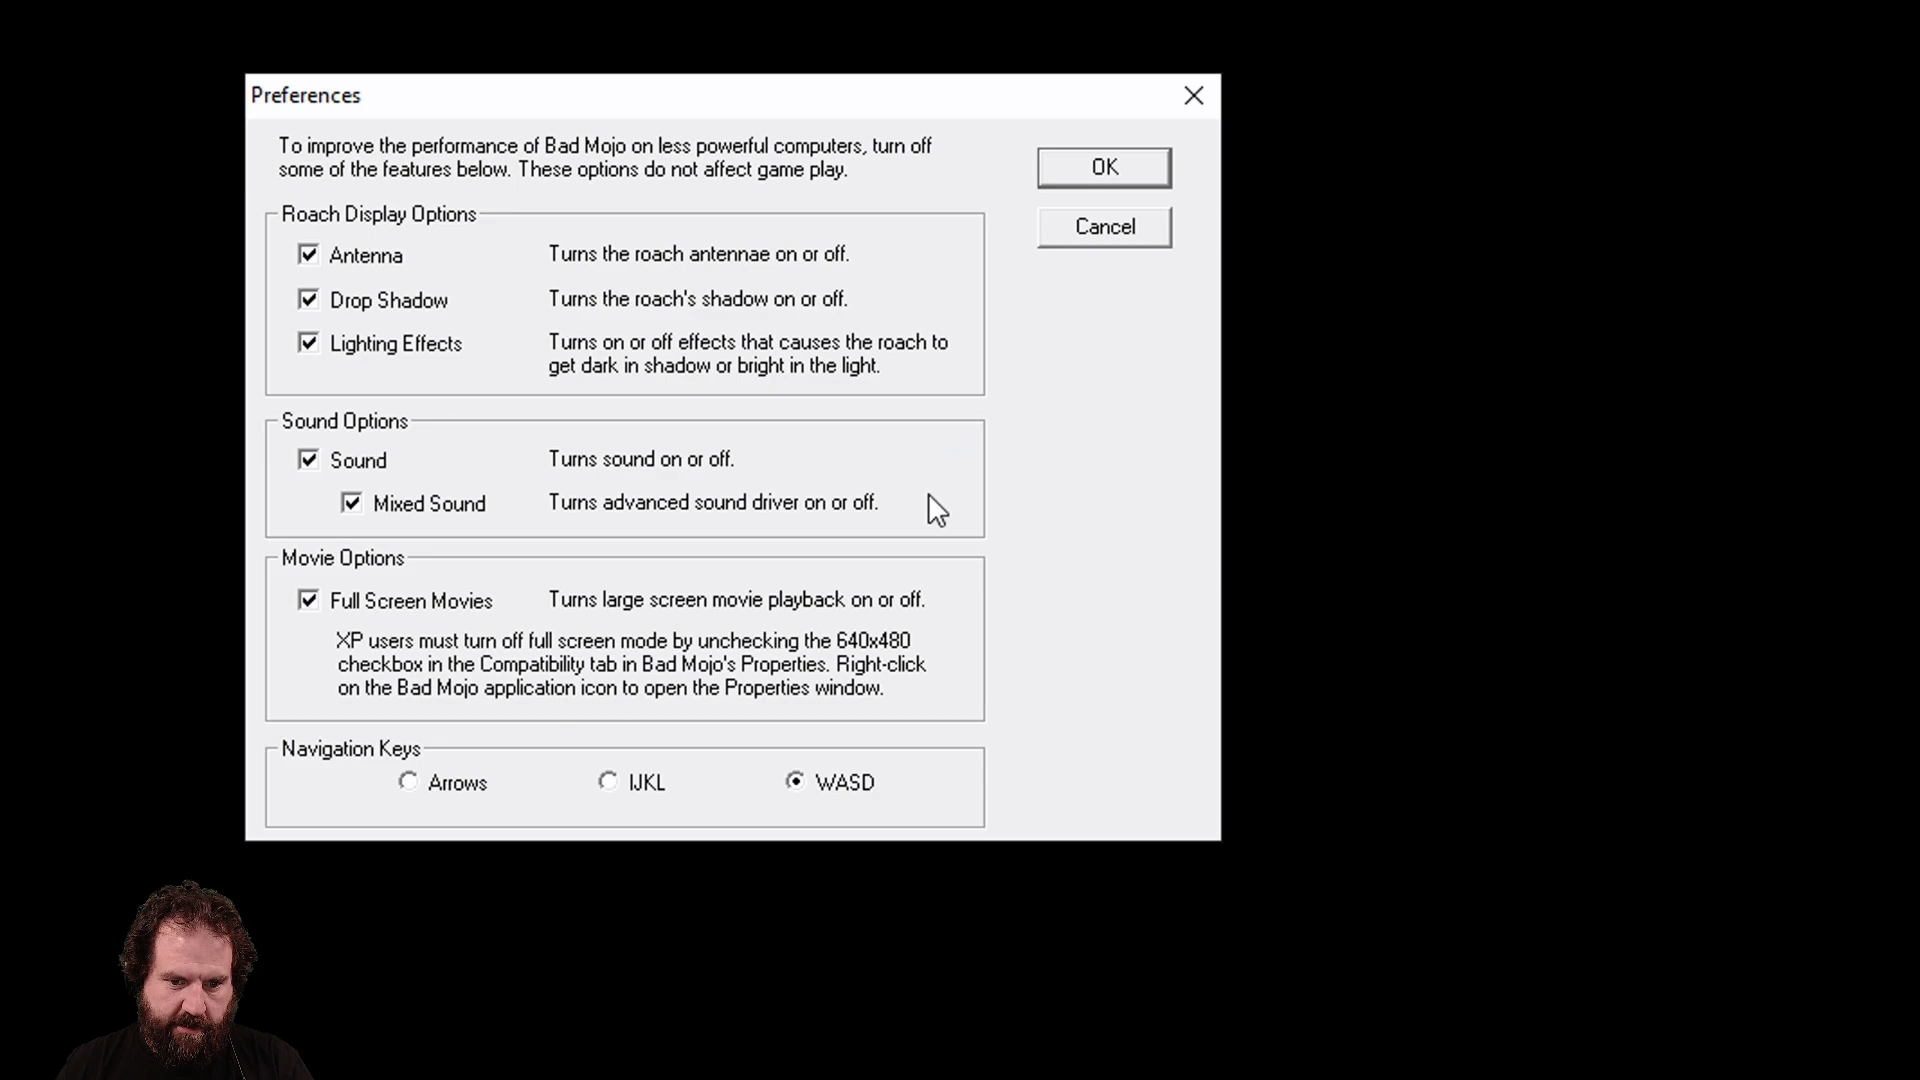 Preferences
To improve the performance of Bad Mojo on less powerful computers, turn off
some of the features below. These options do not affect game play.
OK
Cancel
Roach Display Options
Antenna Turns the roach antennae on or off.
Drop Shadow Turns the roach's shadow on or off.
Lighting Effects Turns on or off effects that causes the roach to
get dark in shadow or bright in the light.
Sound Options
Sound Turns sound on or off.
Mixed Sound Turns advanced sound driver on or off.
Movie Options
Full Screen Movies Turns large screen movie playback on or off.
XP users must turn off full screen mode by unchecking the 640x480
checkbox in the Compatibility tab in Bad Mojo's Properties. Right-click
on the Bad Mojo application icon to open the Properties window.
Navigation Keys
Arrows IJKL WASD